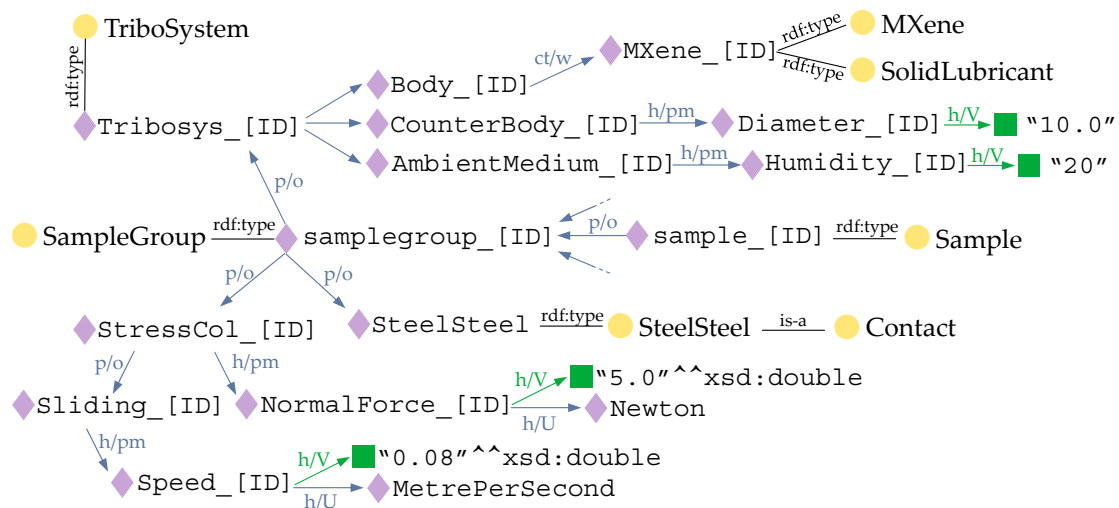 TriboSystem
rdf:type
Tribosys_[ID]
Body_[ID]
ct/w
MXene_[ID]
rdf:type
MXene
rdf:type
SolidLubricant
CounterBody_[ID]
h/pm
Diameter_[ID]
h/V
“10.0”
AmbientMedium_[ID]
h/pm
Humidity_[ID]
h/V
“20”
p/o
SampleGroup
rdf:type
samplegroup_[ID]
p/o
sample_[ID]
rdf:type
Sample
p/o
p/o
StressCol_[ID]
SteelSteel
rdf:type
SteelSteel
is-a
Contact
p/o
h/pm
Sliding_[ID]
NormalForce_[ID]
h/V
“5.0”^^xsd:double
h/U
Newton
h/pm
Speed_[ID]
h/V
“0.08”^^xsd:double
h/U
MetrePerSecond